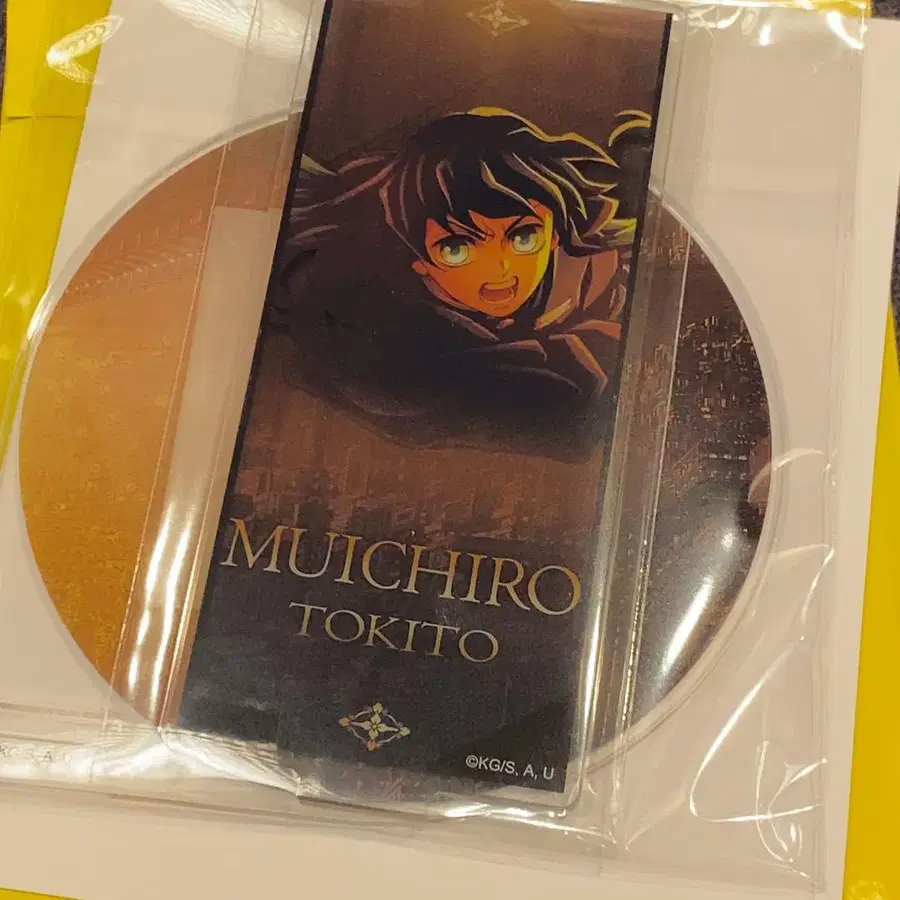 MUICHIRO
TOKITO
©KG/S, A, U